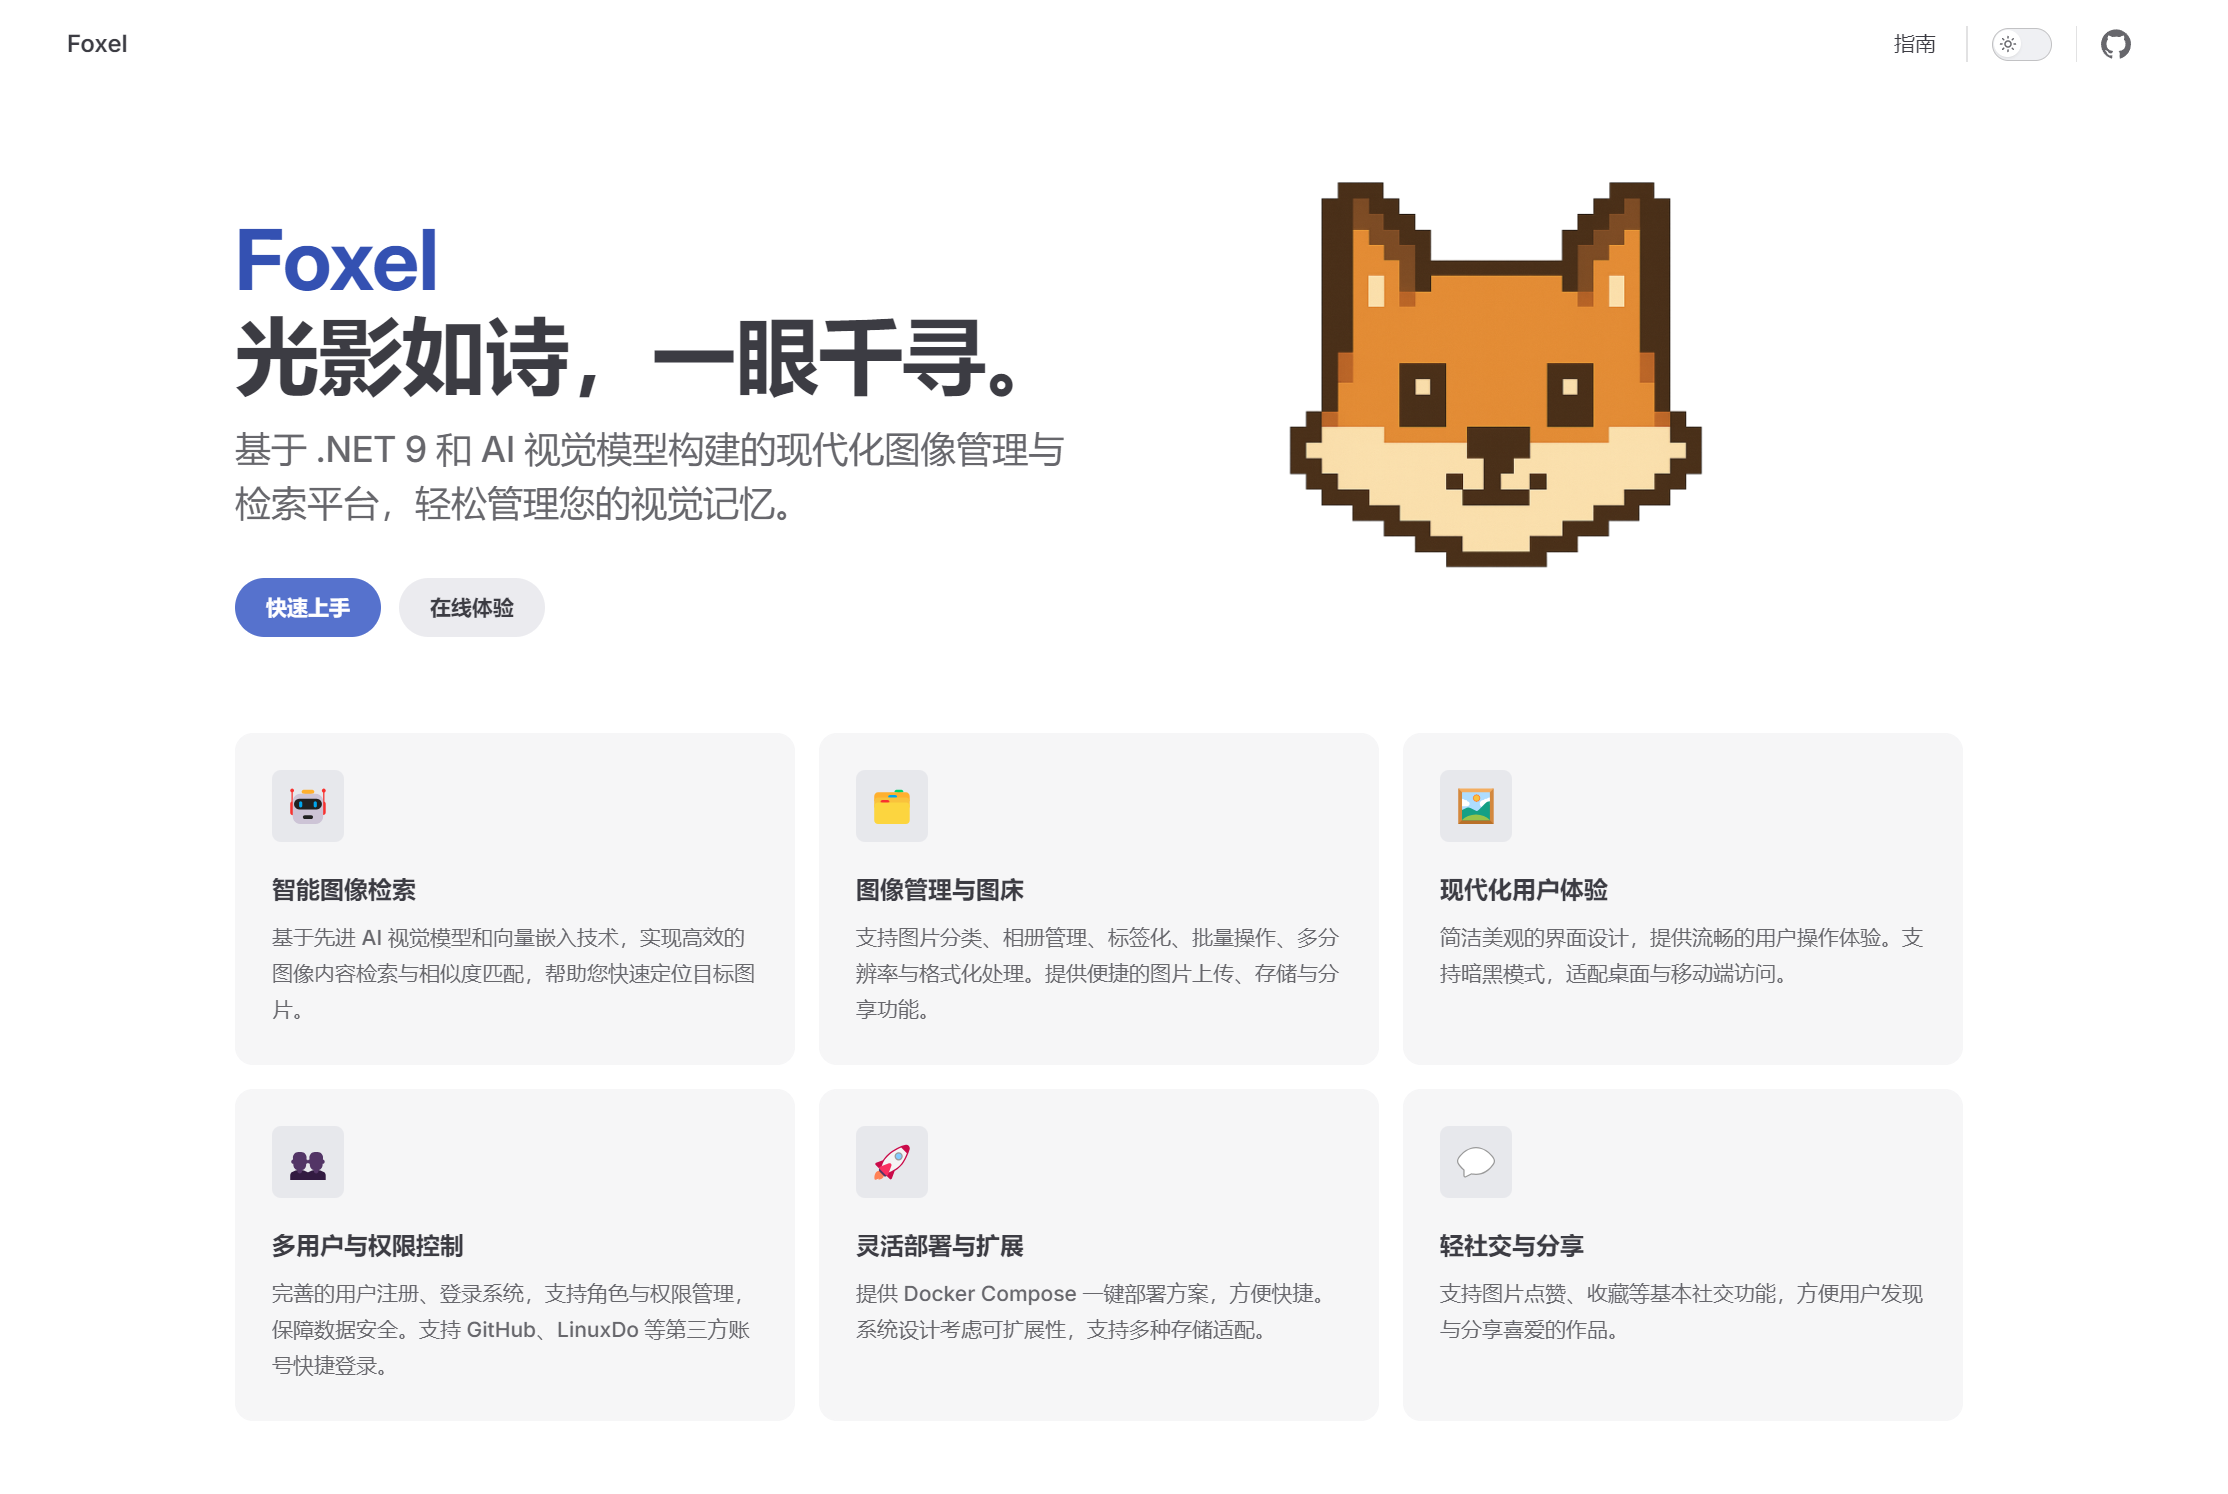 Foxel
指南
Foxel
光影如诗，一眼千寻。
基于 .NET 9 和 AI 视觉模型构建的现代化图像管理与
检索平台，轻松管理您的视觉记忆。
快速上手
在线体验
智能图像检索
基于先进 AI 视觉模型和向量嵌入技术，实现高效的
图像内容检索与相似度匹配，帮助您快速定位目标图
片。
图像管理与图床
支持图片分类、相册管理、标签化、批量操作、多分
辨率与格式化处理。提供便捷的图片上传、存储与分
享功能。
现代化用户体验
简洁美观的界面设计，提供流畅的用户操作体验。支
持暗黑模式，适配桌面与移动端访问。
多用户与权限控制
完善的用户注册、登录系统，支持角色与权限管理，
保障数据安全。支持 GitHub、LinuxDo 等第三方账
号快捷登录。
灵活部署与扩展
提供 Docker Compose 一键部署方案，方便快捷。
系统设计考虑可扩展性，支持多种存储适配。
轻社交与分享
支持图片点赞、收藏等基本社交功能，方便用户发现
与分享喜爱的作品。